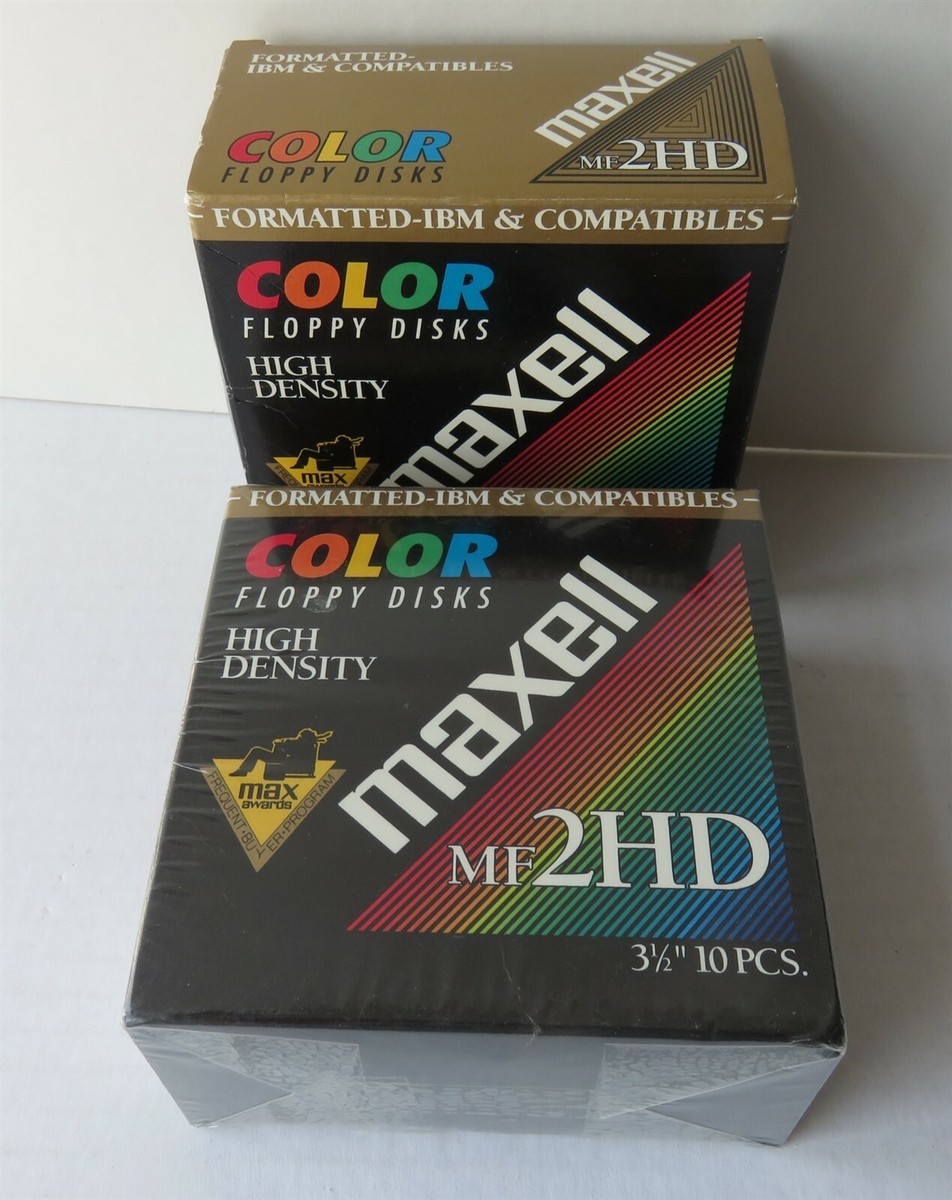 FORMATTED-
IBM & COMPATIBLES
maxell
COLOR
FLOPPY DISKS
MF2HD
FORMATTED-IBM & COMPATIBLES
COLOR
FLOPPY DISKS
HIGH
DENSITY
maxell
max
FORMATTED-IBM & COMPATIBLES
COLOR
FLOPPY DISKS
HIGH
DENSITY
maxell
max
awards
FREQUENT·BUYER·PROGRAM
MF2HD
3½" 10 PCS.